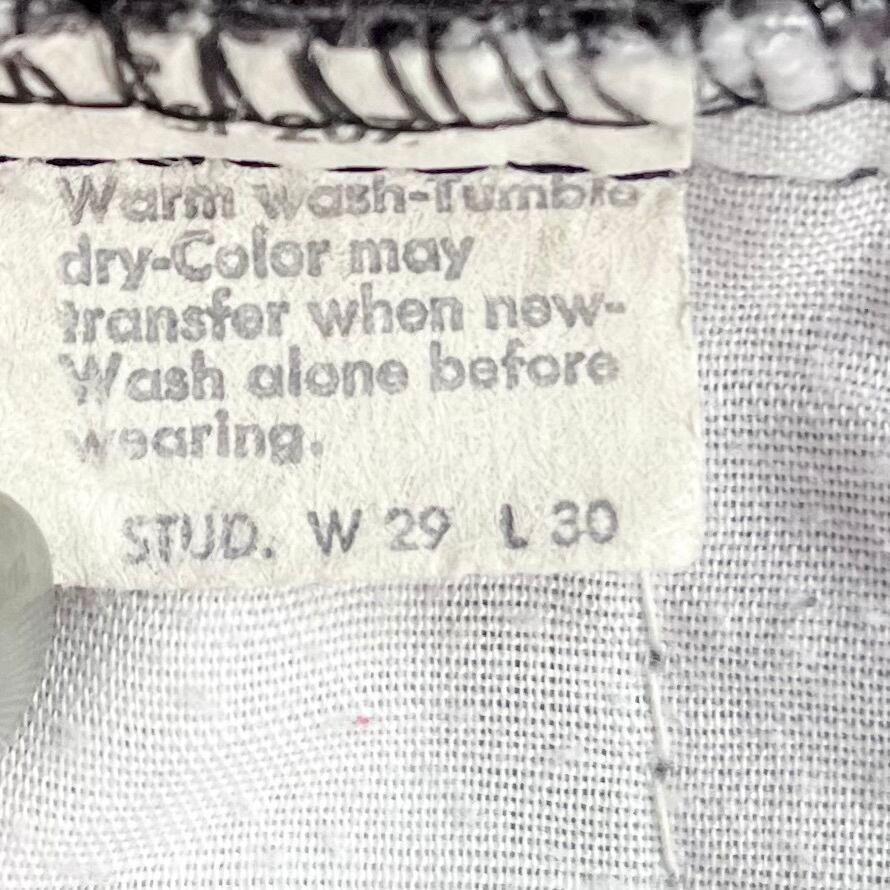 Warm wash-Tumble
dry-Color may
transfer when new-
Wash alone before
wearing.
STUD. W 29 L 30